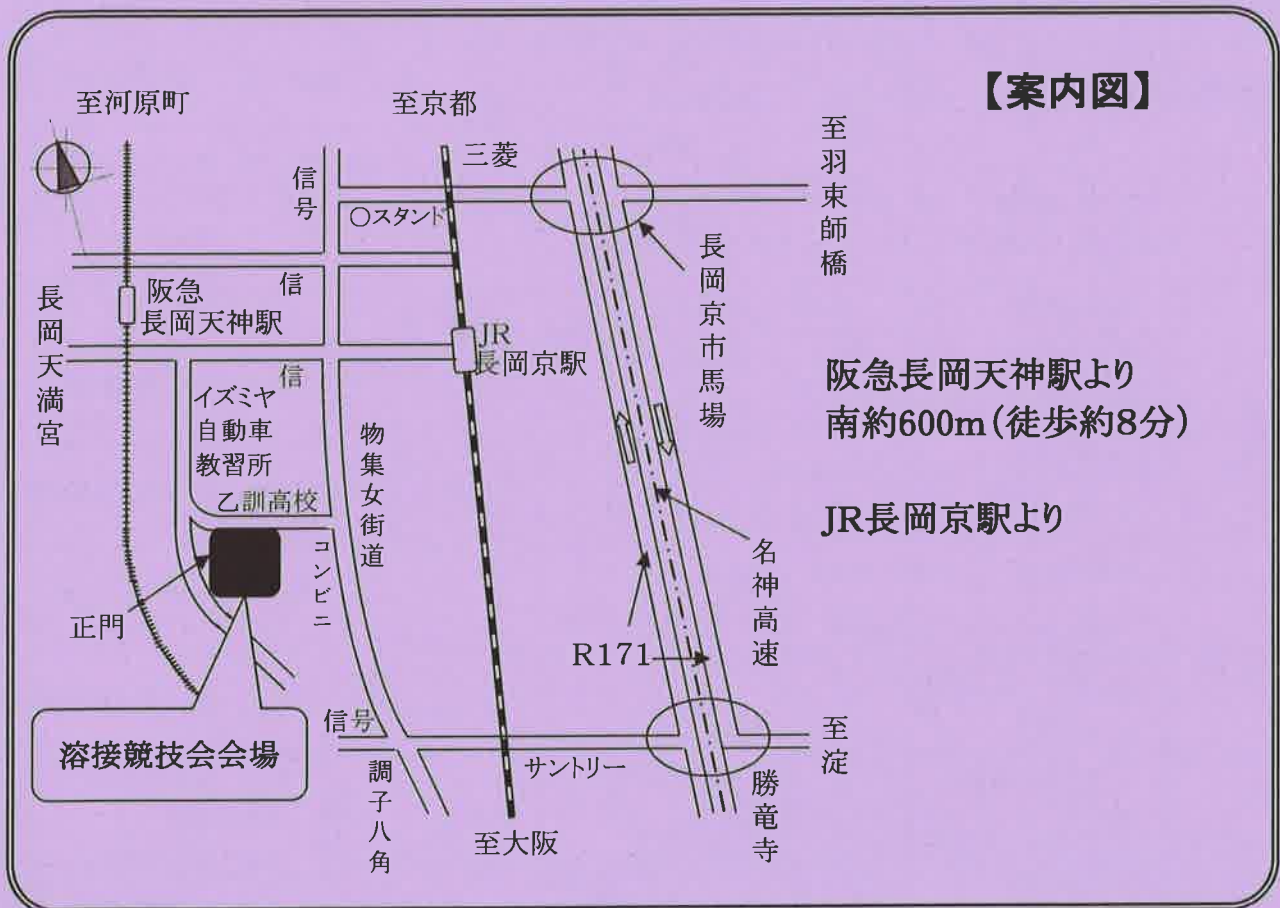 【案内図】
至河原町
至京都
三菱
至羽束師橋
信号
○スタンド
長岡京市馬場
信
阪急
長岡天神駅
長岡天満宮
JR
長岡京駅
信
イズミヤ
自動車
教習所
物集女街道
乙訓高校
コンビニ
阪急長岡天神駅より
南約600m(徒歩約8分)
JR長岡京駅より
名神高速
正門
R171
溶接競技会会場
信号
調子八角
サントリー
至淀
勝竜寺
至大阪